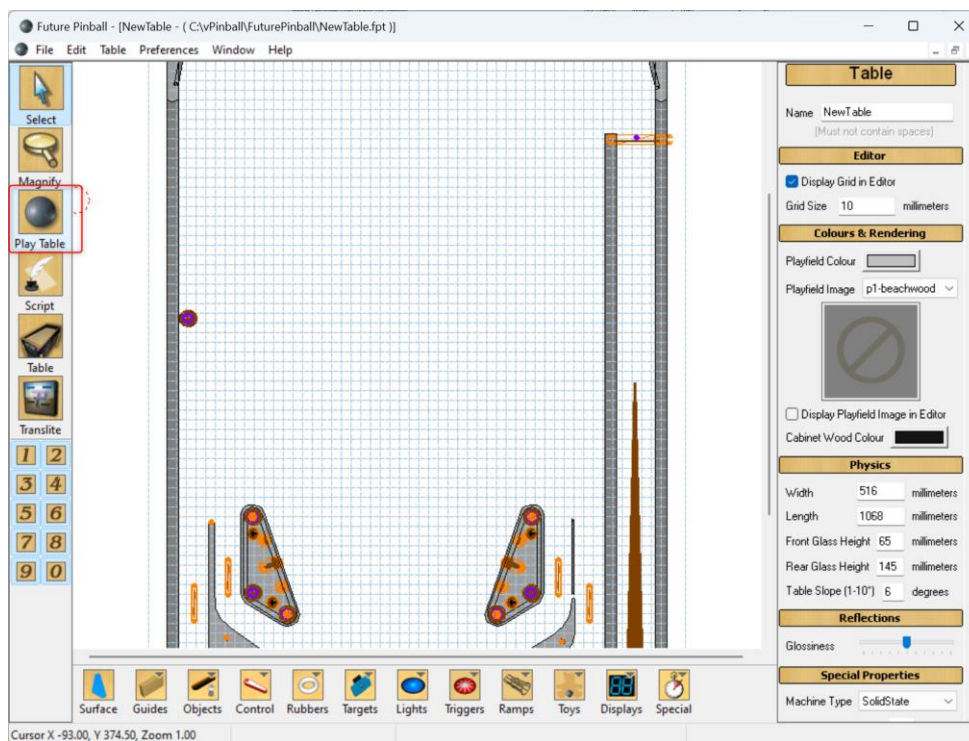 Future Pinball - [NewTable - ( C:\vPinball\FuturePinball\NewTable.fpt )]
File Edit Table Preferences Window Help
Select
Magnify
Play Table
Script
Table
Translite
1 2
3 4
5 6
7 8
9 0
Table
Name NewTable
(Must not contain spaces)
Editor
Display Grid in Editor
Grid Size 10 millimeters
Colours & Rendering
Playfield Colour
Playfield Image p1-beachwood
Display Playfield Image in Editor
Cabinet Wood Colour
Physics
Width 516 millimeters
Length 1068 millimeters
Front Glass Height 65 millimeters
Rear Glass Height 145 millimeters
Table Slope (1-10°) 6 degrees
Reflections
Glossiness
Special Properties
Machine Type SolidState
Surface Guides Objects Control Rubbers Targets Lights Triggers Ramps Toys Displays Special
Cursor X -93.00, Y 374.50, Zoom 1.00